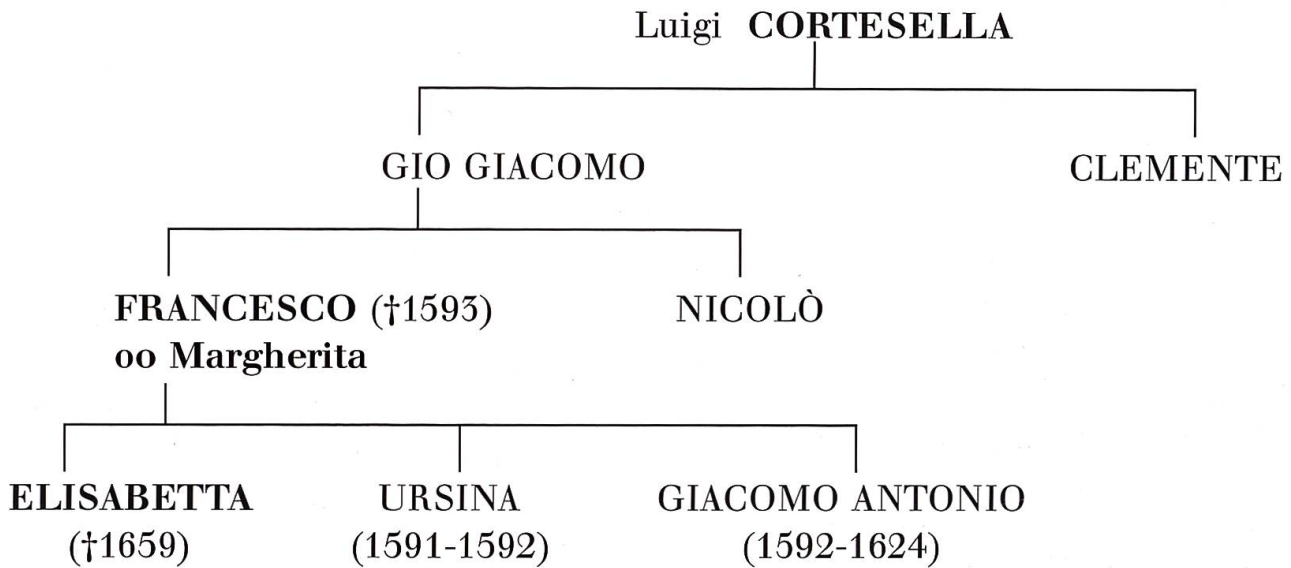 Luigi CORTESELLA
GIO GIACOMO CLEMENTE
FRANCESCO (†1593) NICOLÒ
oo Margherita
ELISABETTA URSINA GIACOMO ANTONIO
(†1659) (1591-1592) (1592-1624)